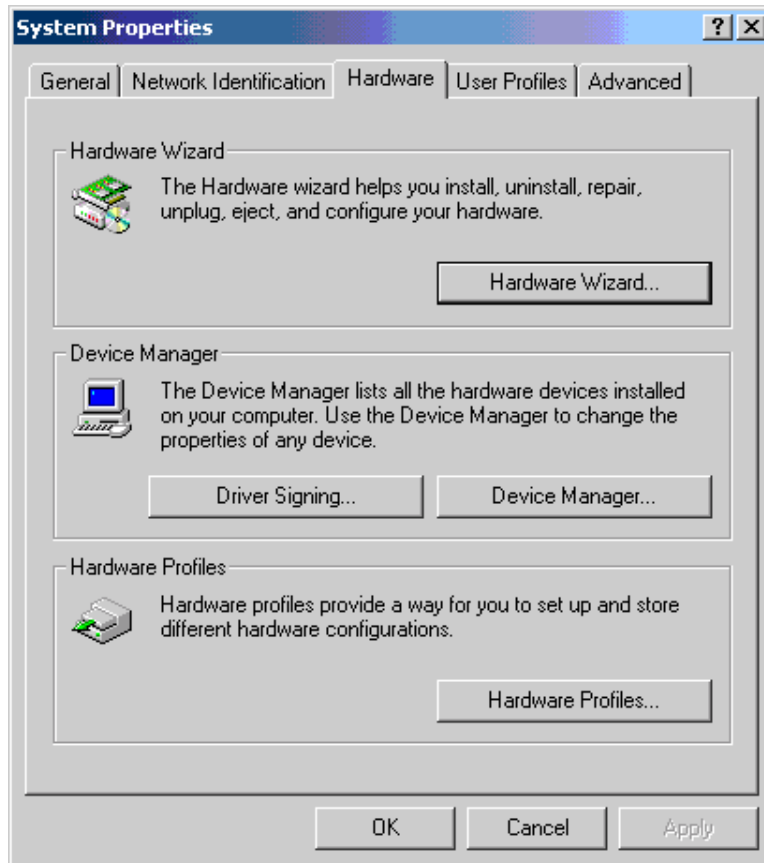 System Properties
General Network Identification Hardware User Profiles Advanced
Hardware Wizard
The Hardware wizard helps you install, uninstall, repair,
unplug, eject, and configure your hardware.
Hardware Wizard...
Device Manager
The Device Manager lists all the hardware devices installed
on your computer. Use the Device Manager to change the
properties of any device.
Driver Signing... Device Manager...
Hardware Profiles
Hardware profiles provide a way for you to set up and store
different hardware configurations.
Hardware Profiles...
OK Cancel Apply